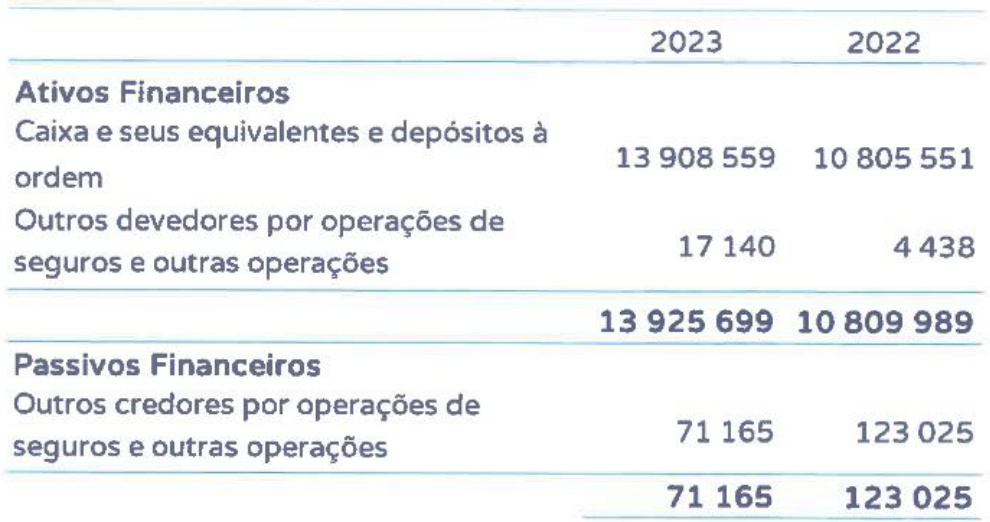 2023 2022
Ativos Financeiros
Caixa e seus equivalentes e depósitos à
ordem
13 908 559 10 805 551
Outros devedores por operações de
seguros e outras operações
17 140 4 438
13 925 699 10 809 989
Passivos Financeiros
Outros credores por operações de
seguros e outras operações
71 165 123 025
71 165 123 025